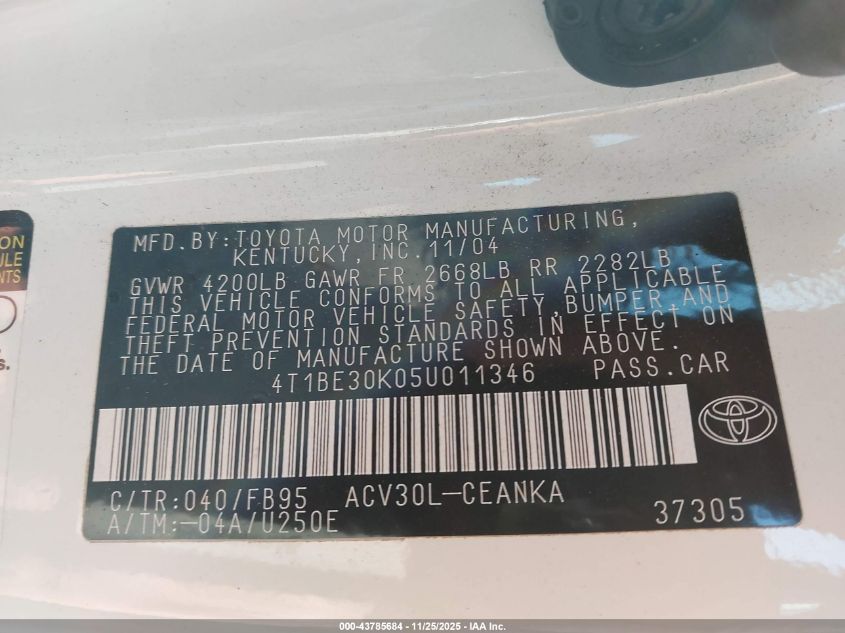 ON
ULE
NTS
s.
MFD.BY:TOYOTA MOTOR MANUFACTURING,
KENTUCKY,INC.11/04
GVWR 4200LB GAWR FR 2668LB RR 2282LB
THIS VEHICLE CONFORMS TO ALL APPLICABLE
FEDERAL MOTOR VEHICLE SAFETY,BUMPER,AND
THEFT PREVENTION STANDARDS IN EFFECT ON
THE DATE OF MANUFACTURE SHOWN ABOVE.
4T1BE30K05U011346 PASS.CAR
C/TR:040/FB95 ACV30L-CEANKA
A/TM:-04A/U250E 37305
000-43785684 | 11/25/2025 - IAA Inc.